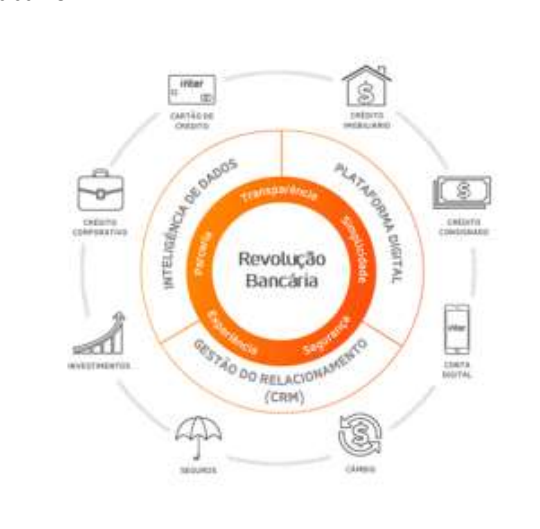 inter
CARTÃO DE
CRÉDITO
CRÉDITO
IMOBILIÁRIO
CRÉDITO
CORPORATIVO
CRÉDITO
CONSIGNADO
INTELIGÊNCIA DE DADOS
PLATAFORMA DIGITAL
Transparência
Parceria
Simplicidade
Revolução
Bancária
Experiência
Segurança
GESTÃO DO RELACIONAMENTO
(CRM)
INVESTIMENTOS
inter
CONTA
DIGITAL
SEGUROS
CÂMBIO